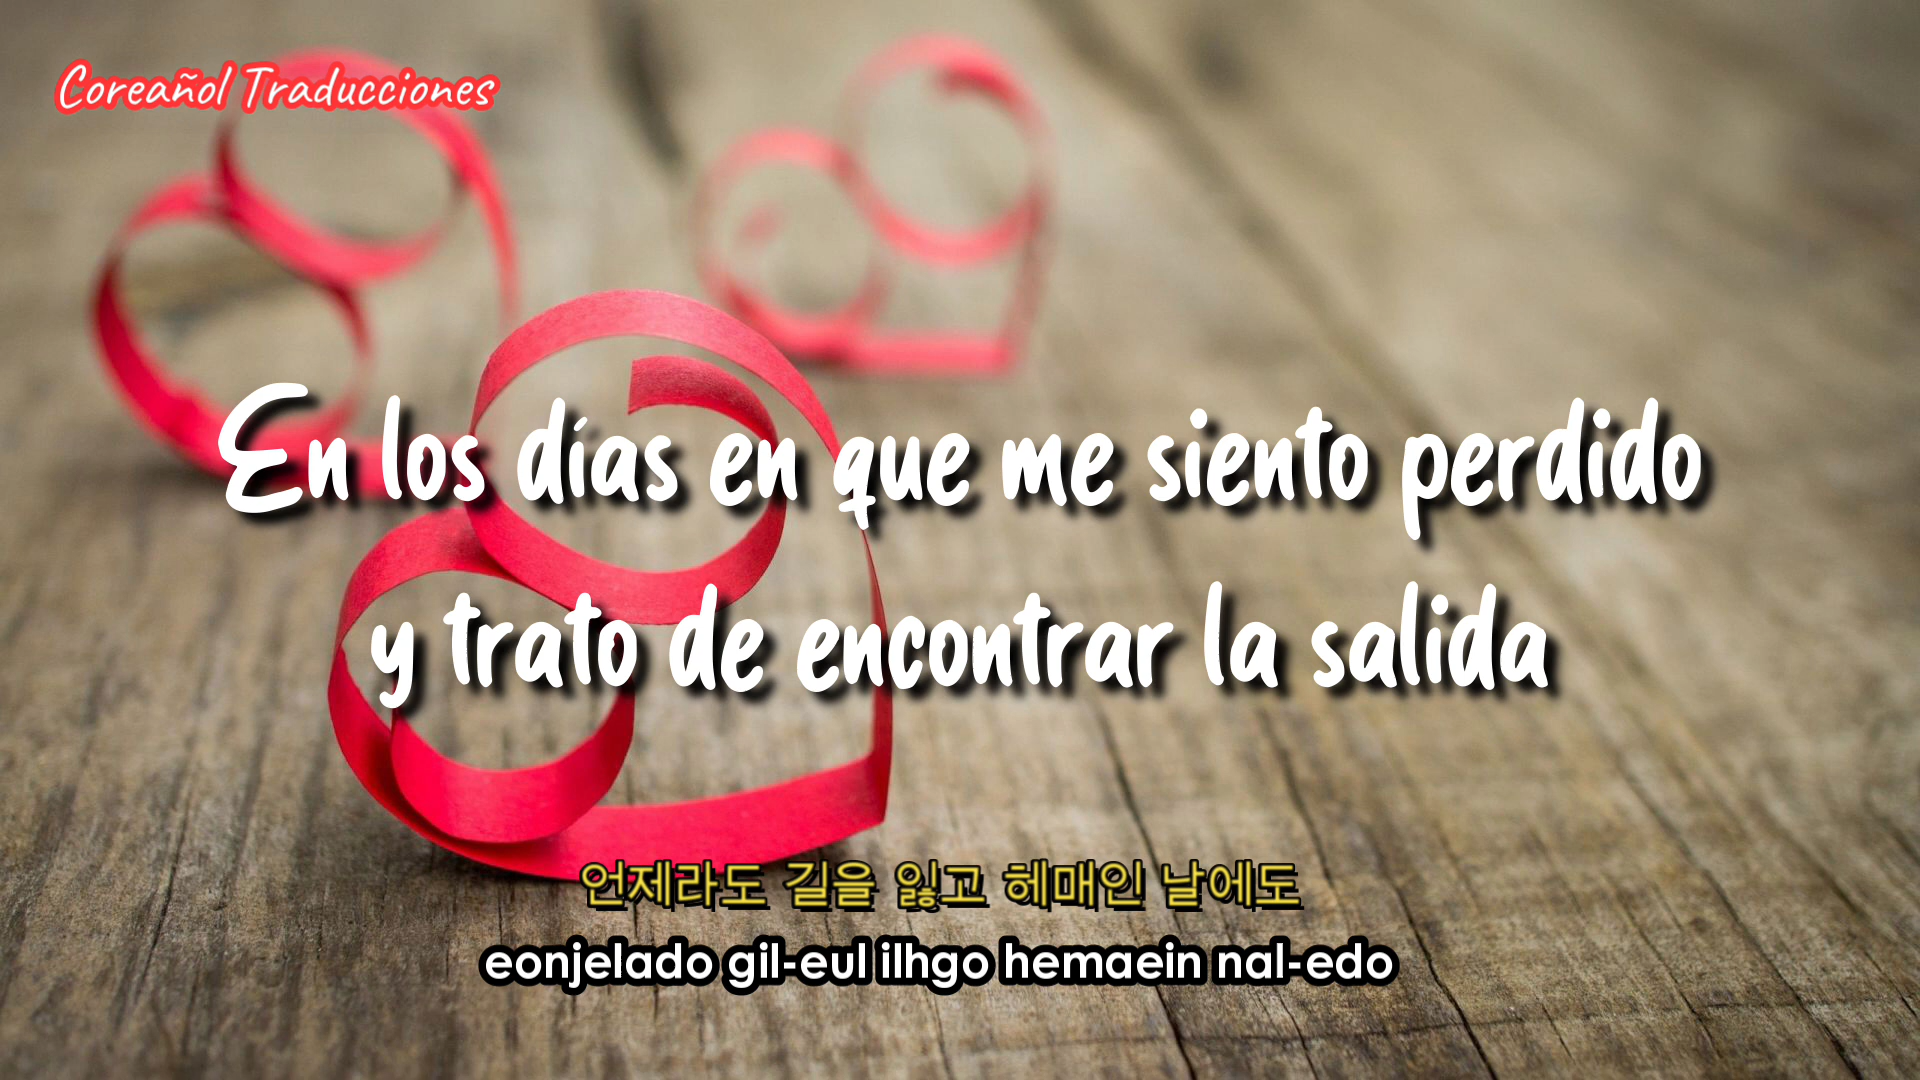 Coreañol Traducciones
En los días en que me siento perdido
y trato de encontrar la salida
언제라도 길을 잃고 헤매인 날에도
eonjelado gil-eul ilhgo hemaein nal-edo